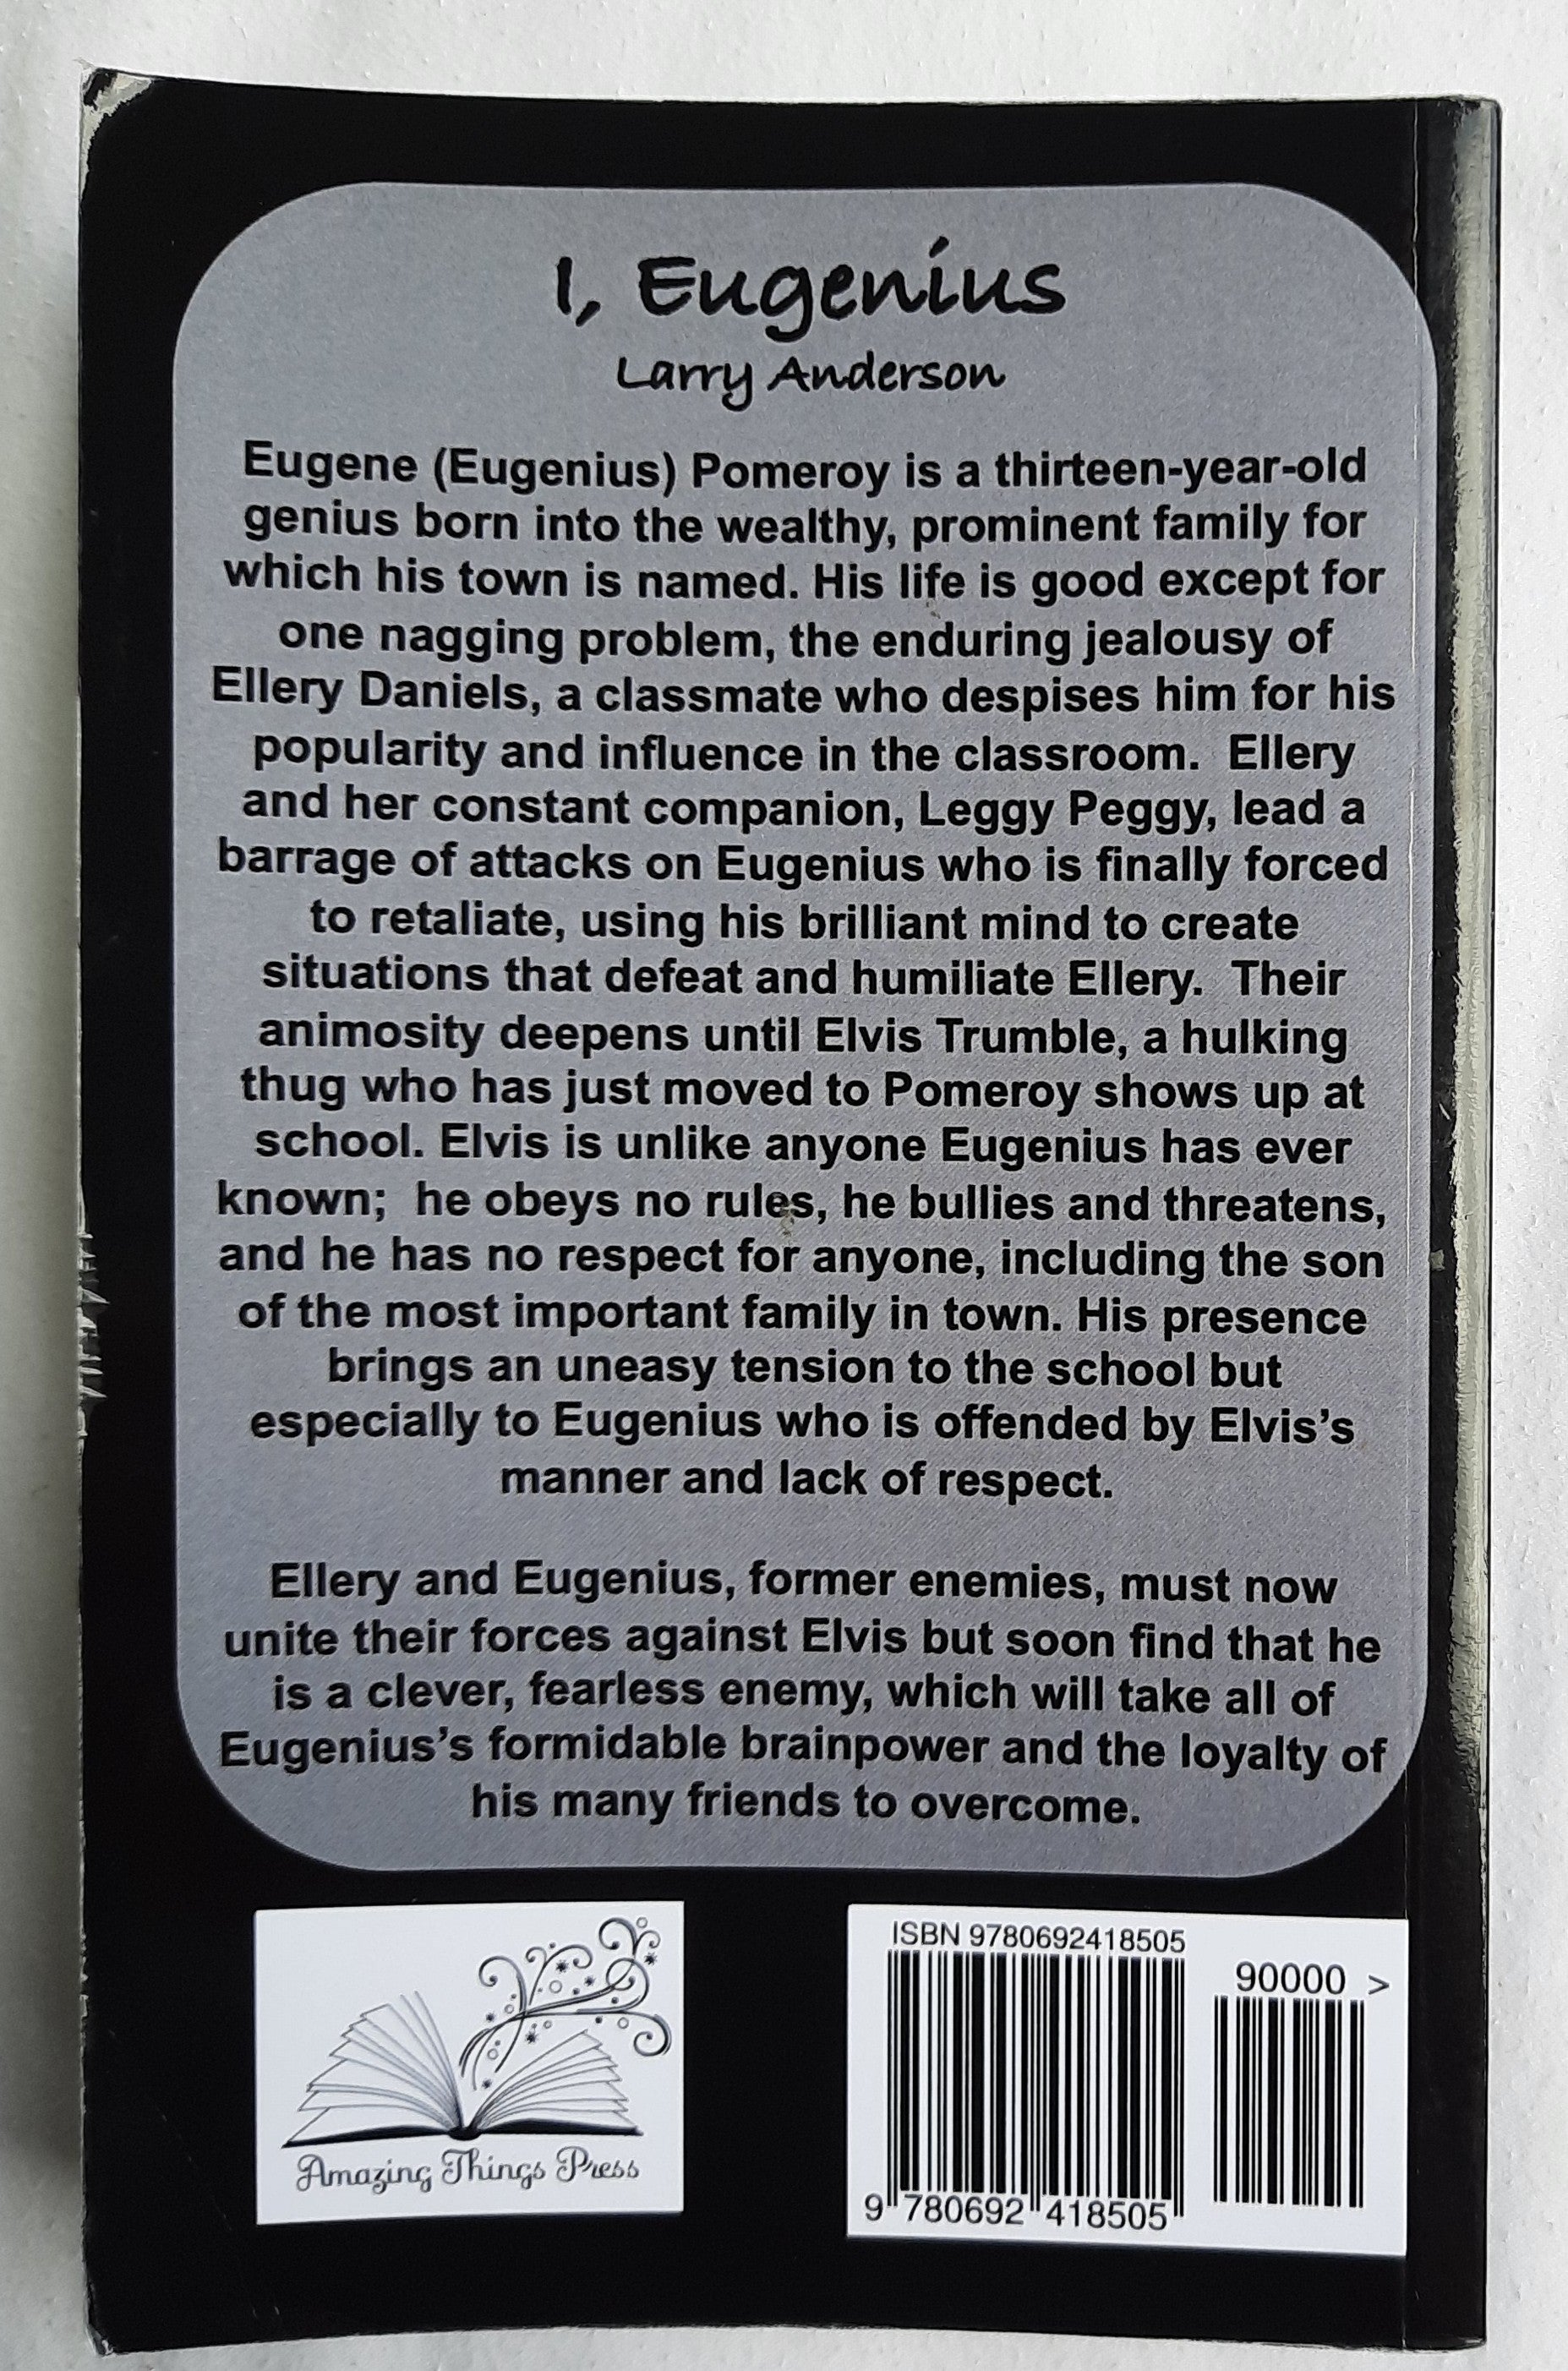 I, Eugenius
Larry Anderson
Eugene (Eugenius) Pomeroy is a thirteen-year-old
genius born into the wealthy, prominent family for
which his town is named. His life is good except for
one nagging problem, the enduring jealousy of
Ellery Daniels, a classmate who despises him for his
popularity and influence in the classroom.  Ellery
and her constant companion, Leggy Peggy, lead a
barrage of attacks on Eugenius who is finally forced
to retaliate, using his brilliant mind to create
situations that defeat and humiliate Ellery.  Their
animosity deepens until Elvis Trumble, a hulking
thug who has just moved to Pomeroy shows up at
school. Elvis is unlike anyone Eugenius has ever
known;  he obeys no rules, he bullies and threatens,
and he has no respect for anyone, including the son
of the most important family in town. His presence
brings an uneasy tension to the school but
especially to Eugenius who is offended by Elvis’s
manner and lack of respect.
Ellery and Eugenius, former enemies, must now
unite their forces against Elvis but soon find that he
is a clever, fearless enemy, which will take all of
Eugenius’s formidable brainpower and the loyalty of
his many friends to overcome.
Amazing Things Press
ISBN 9780692418505
90000 >
9 780692 418505